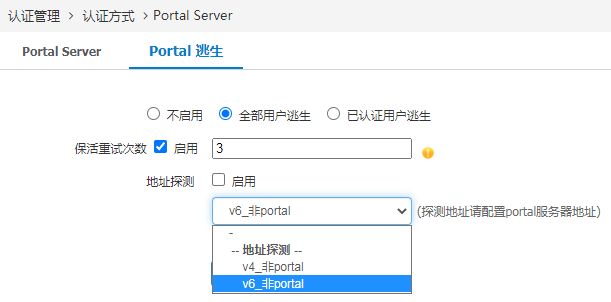 认证管理 > 认证方式 > Portal Server
Portal Server Portal 逃生
不启用 全部用户逃生 已认证用户逃生
保活重试次数 启用 3
地址探测 启用
v6_非portal (探测地址请配置portal服务器地址)
-
-- 地址探测 --
v4_非portal
v6_非portal